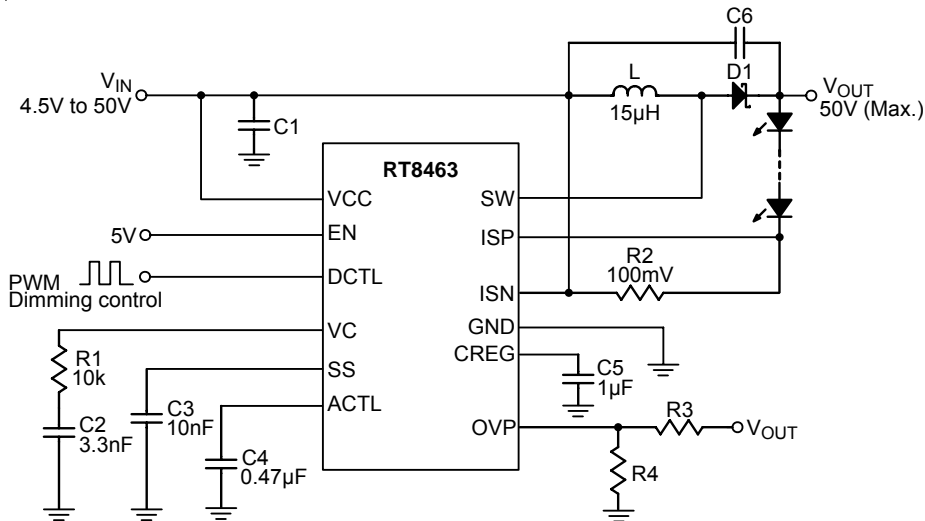 C6
V_IN
4.5V to 50V
L
15µH
D1
V_OUT
50V (Max.)
C1
RT8463
VCC
SW
5V
EN
ISP
PWM
Dimming control
DCTL
R2
100mV
ISN
VC
GND
R1
10k
SS
CREG
C5
1µF
C2
3.3nF
C3
10nF
ACTL
C4
0.47µF
OVP
R3
V_OUT
R4